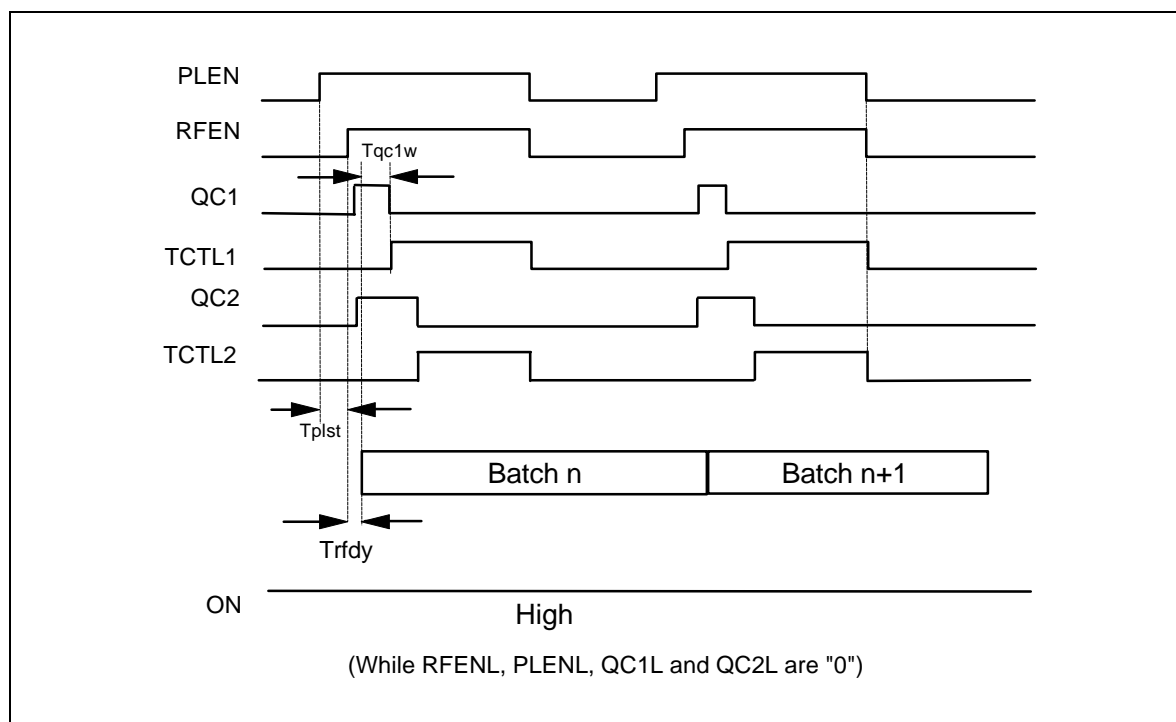 PLEN
RFEN
Tqc1w
QC1
TCTL1
QC2
TCTL2
Tplst
Batch n
Batch n+1
Trfdy
ON
High
(While RFENL, PLENL, QC1L and QC2L are "0")